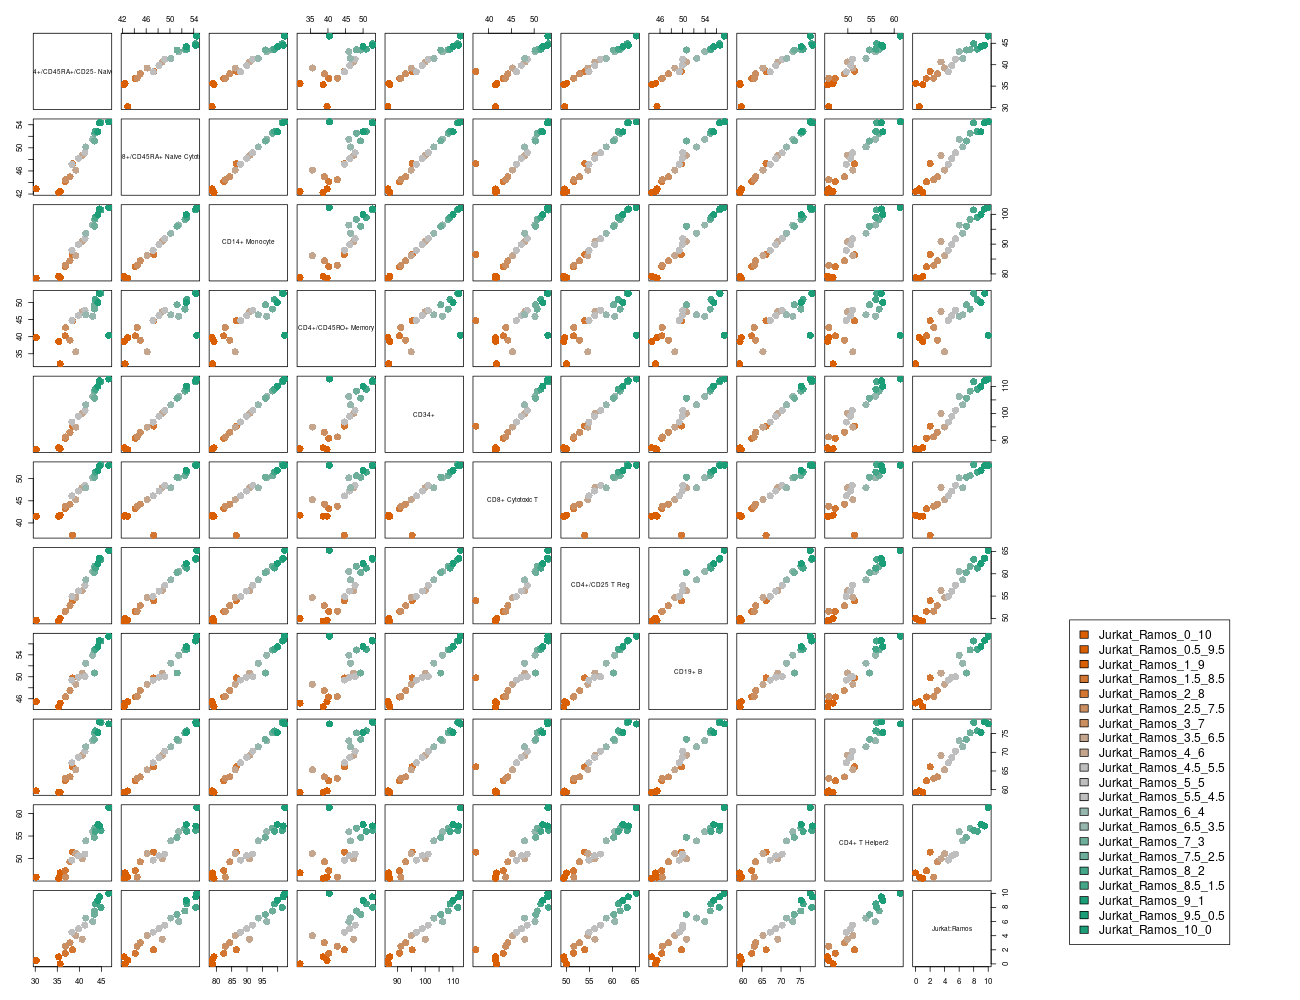 42 46 50 54 35 40 45 50 40 45 50 46 50 54 50 55 60
4+/CD45RA+/CD25- Naiv
30 35 40 45
8+/CD45RA+ Naive Cytot
42 46 50 54
CD14+ Monocyte
80 90 100
CD4+/CD45RO+ Memory
35 40 45 50
CD34+
90 100 110
CD8+ Cytotoxic T
40 45 50
CD4+/CD25 T Reg
50 55 60 65
CD19+ B
46 50 54
60 65 70 75
CD4+ T Helper2
50 55 60
Jurkat:Ramos
0 2 4 6 8 10
30 35 40 45 80 85 90 95 90 100 110 50 55 60 65 60 65 70 75 0 2 4 6 8 10
Jurkat_Ramos_0_10
Jurkat_Ramos_0.5_9.5
Jurkat_Ramos_1_9
Jurkat_Ramos_1.5_8.5
Jurkat_Ramos_2_8
Jurkat_Ramos_2.5_7.5
Jurkat_Ramos_3_7
Jurkat_Ramos_3.5_6.5
Jurkat_Ramos_4_6
Jurkat_Ramos_4.5_5.5
Jurkat_Ramos_5_5
Jurkat_Ramos_5.5_4.5
Jurkat_Ramos_6_4
Jurkat_Ramos_6.5_3.5
Jurkat_Ramos_7_3
Jurkat_Ramos_7.5_2.5
Jurkat_Ramos_8_2
Jurkat_Ramos_8.5_1.5
Jurkat_Ramos_9_1
Jurkat_Ramos_9.5_0.5
Jurkat_Ramos_10_0